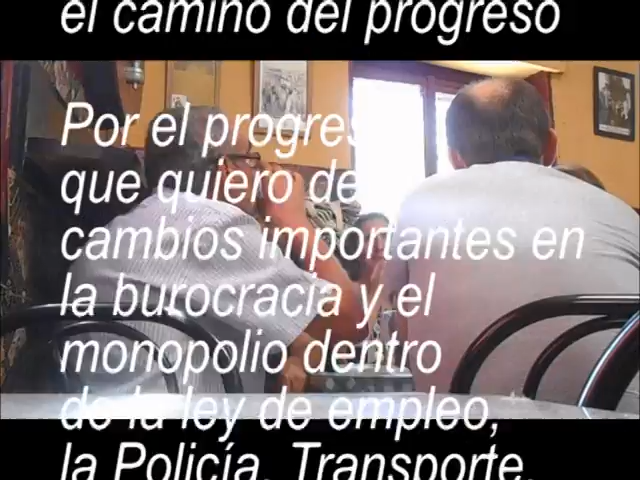 el camino del progreso
Por el progre
que quiero de
cambios importantes en
la burocracia y el
monopolio dentro
de la ley de empleo,
la Policía, Transporte,